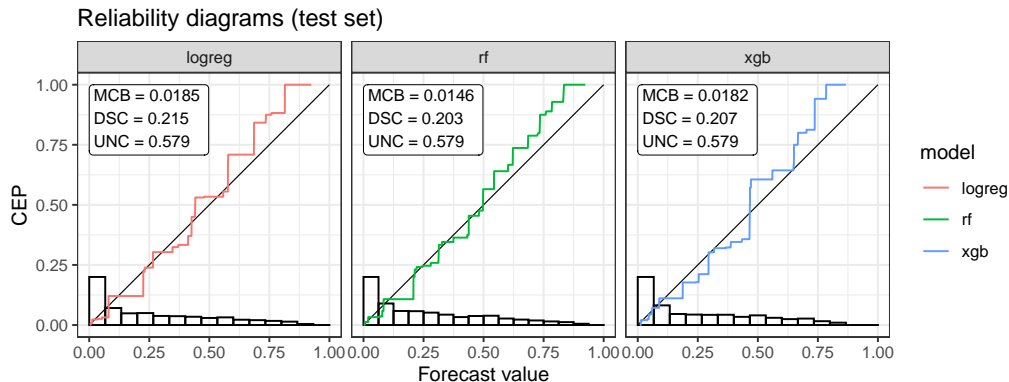 Reliability diagrams (test set)
logreg
rf
xgb
MCB = 0.0185
DSC = 0.215
UNC = 0.579
MCB = 0.0146
DSC = 0.203
UNC = 0.579
MCB = 0.0182
DSC = 0.207
UNC = 0.579
1.00
0.75
0.50
0.25
0.00
CEP
0.00 0.25 0.50 0.75 1.00
0.00 0.25 0.50 0.75 1.00
0.00 0.25 0.50 0.75 1.00
Forecast value
model
logreg
rf
xgb